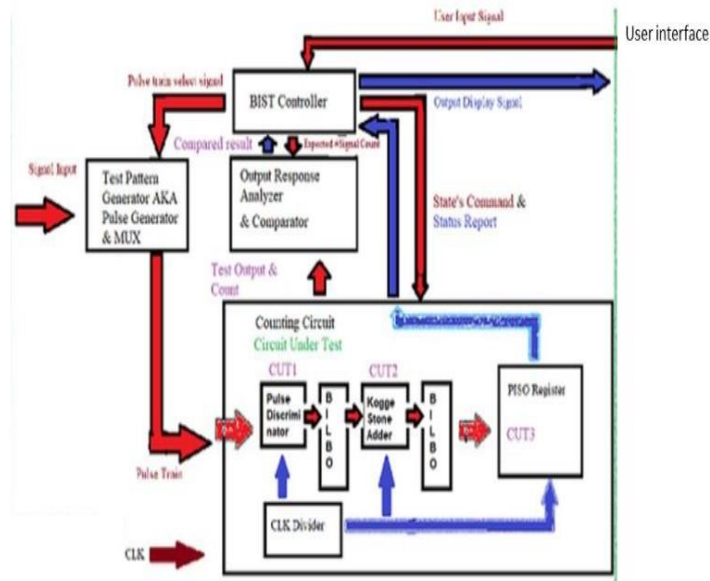 User Input Signal
User interface
Pulse train select signal
BIST Controller
Output Display Signal
Compared result
Expected #Signal Count
Signal Input
Test Pattern
Generator AKA
Pulse Generator
& MUX
Output Response
Analyzer
& Comparator
State's Command &
Status Report
Test Output &
Count
Counting Circuit
Circuit Under Test
CUT1
CUT2
Pulse
Discrimi
nator
B
I
L
B
O
Kogge
Stone
Adder
B
I
L
B
O
PISO Register
CUT3
Pulse Train
CLK Divider
CLK